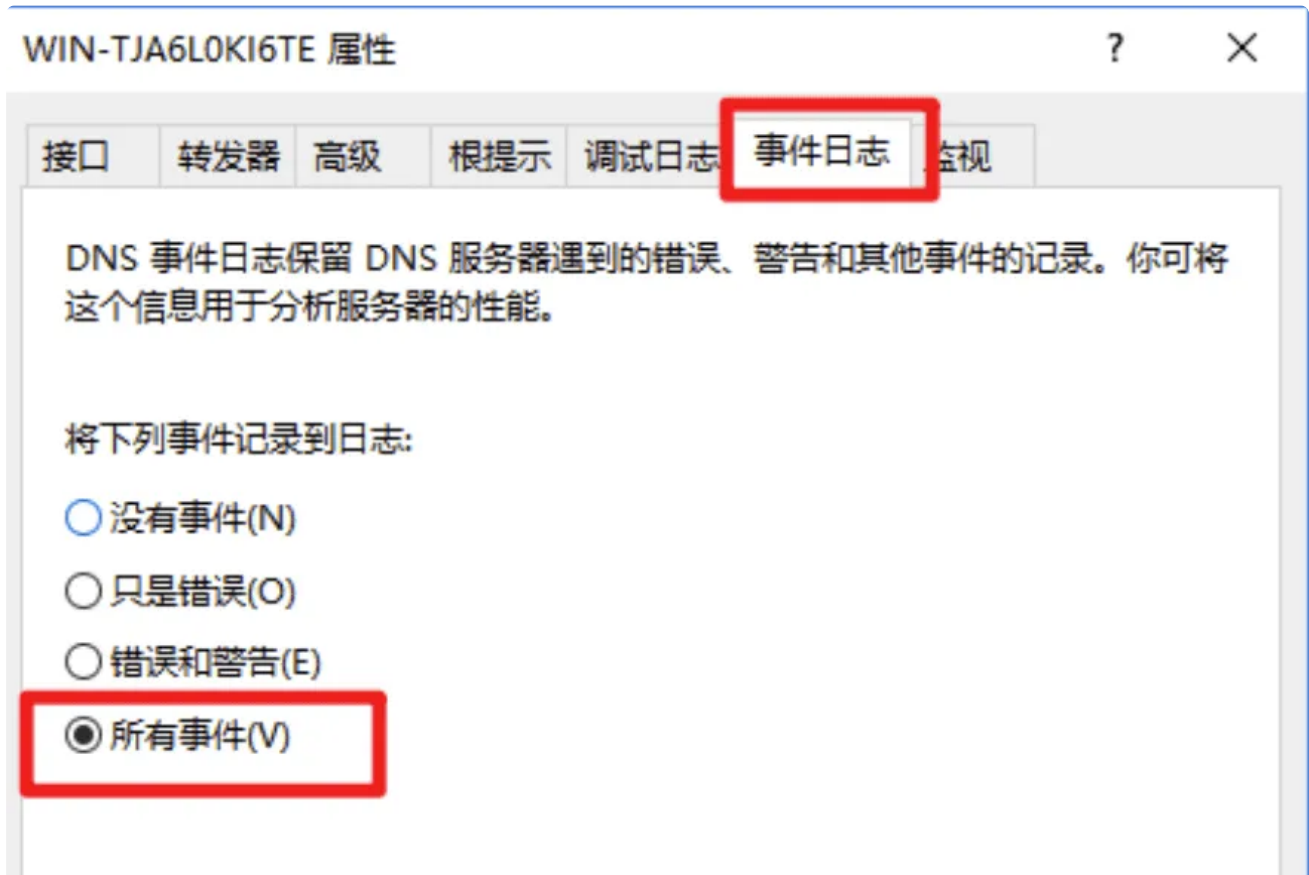 WIN-TJA6L0KI6TE 属性
?
接口 转发器 高级 根提示 调试日志 事件日志 监视
DNS 事件日志保留 DNS 服务器遇到的错误、警告和其他事件的记录。你可将
这个信息用于分析服务器的性能。
将下列事件记录到日志:
没有事件(N)
只是错误(O)
错误和警告(E)
所有事件(V)